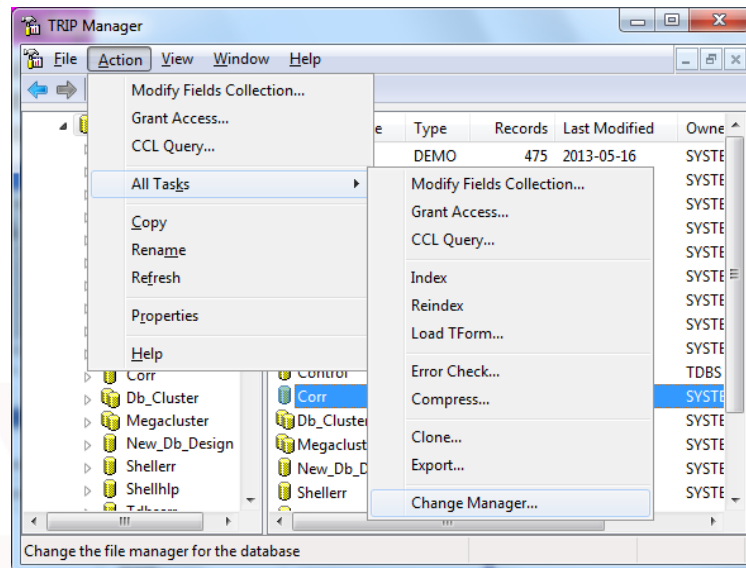 TRIP Manager
File Action View Window Help
Modify Fields Collection...
Grant Access...
CCL Query...
All Tasks
Copy
Rename
Refresh
Properties
Help
e Type Records Last Modified Owne
DEMO 475 2013-05-16 SYSTE
SYSTE
SYSTE
SYSTE
SYSTE
SYSTE
SYSTE
SYSTE
SYSTE
TDBS
SYSTE
SYSTE
SYSTE
SYSTE
SYSTE
Modify Fields Collection...
Grant Access...
CCL Query...
Index
Reindex
Load TForm...
Error Check...
Compress...
Clone...
Export...
Change Manager...
Corr
Db_Cluster
Megacluster
New_Db_Design
Shellerr
Shellhlp
Control
Corr
Db_Cluster
Megaclust
New_Db_D
Shellerr
Change the file manager for the database